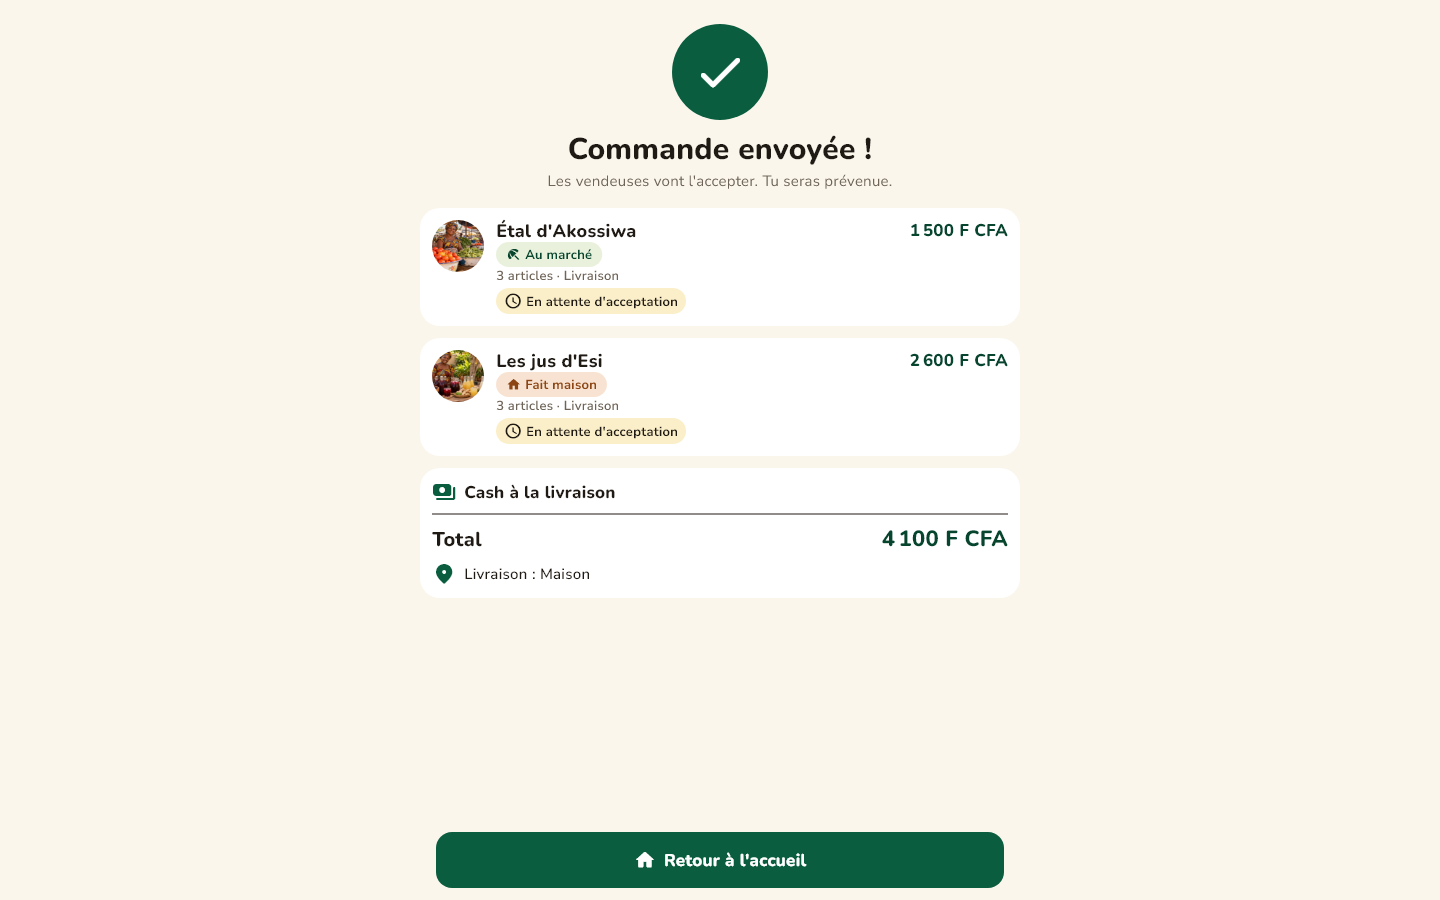 Commande envoyée !
Les vendeuses vont l'accepter. Tu seras prévenue.
Étal d'Akossiwa
1 500 F CFA
Au marché
3 articles · Livraison
En attente d'acceptation
Les jus d'Esi
2 600 F CFA
Fait maison
3 articles · Livraison
En attente d'acceptation
Cash à la livraison
Total
4 100 F CFA
Livraison : Maison
Retour à l'accueil